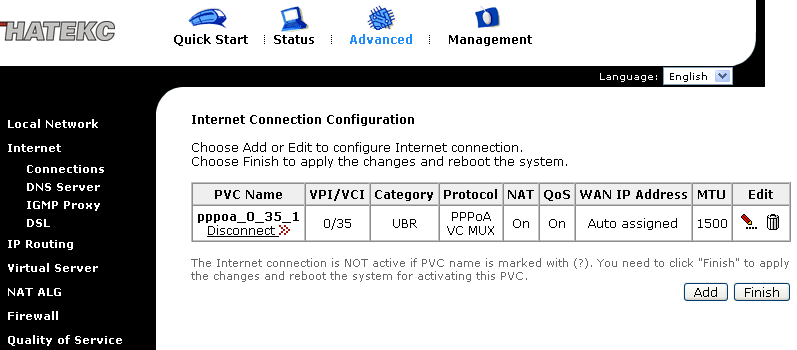 HATEKC
Quick Start
Status
Advanced
Management
Language: English
Local Network
Internet
Connections
DNS Server
IGMP Proxy
DSL
IP Routing
Virtual Server
NAT ALG
Firewall
Quality of Service
Internet Connection Configuration
Choose Add or Edit to configure Internet connection.
Choose Finish to apply the changes and reboot the system.
PVC Name VPI/VCI Category Protocol NAT QoS WAN IP Address MTU Edit
pppoa_0_35_1 0/35 UBR PPPoA On On Auto assigned 1500
Disconnect VC MUX
The Internet connection is NOT active if PVC name is marked with (?). You need to click "Finish" to apply
the changes and reboot the system for activating this PVC.
Add Finish